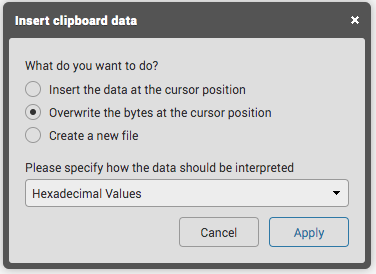 Insert clipboard data
What do you want to do?
Insert the data at the cursor position
Overwrite the bytes at the cursor position
Create a new file
Please specify how the data should be interpreted
Hexadecimal Values
Cancel Apply